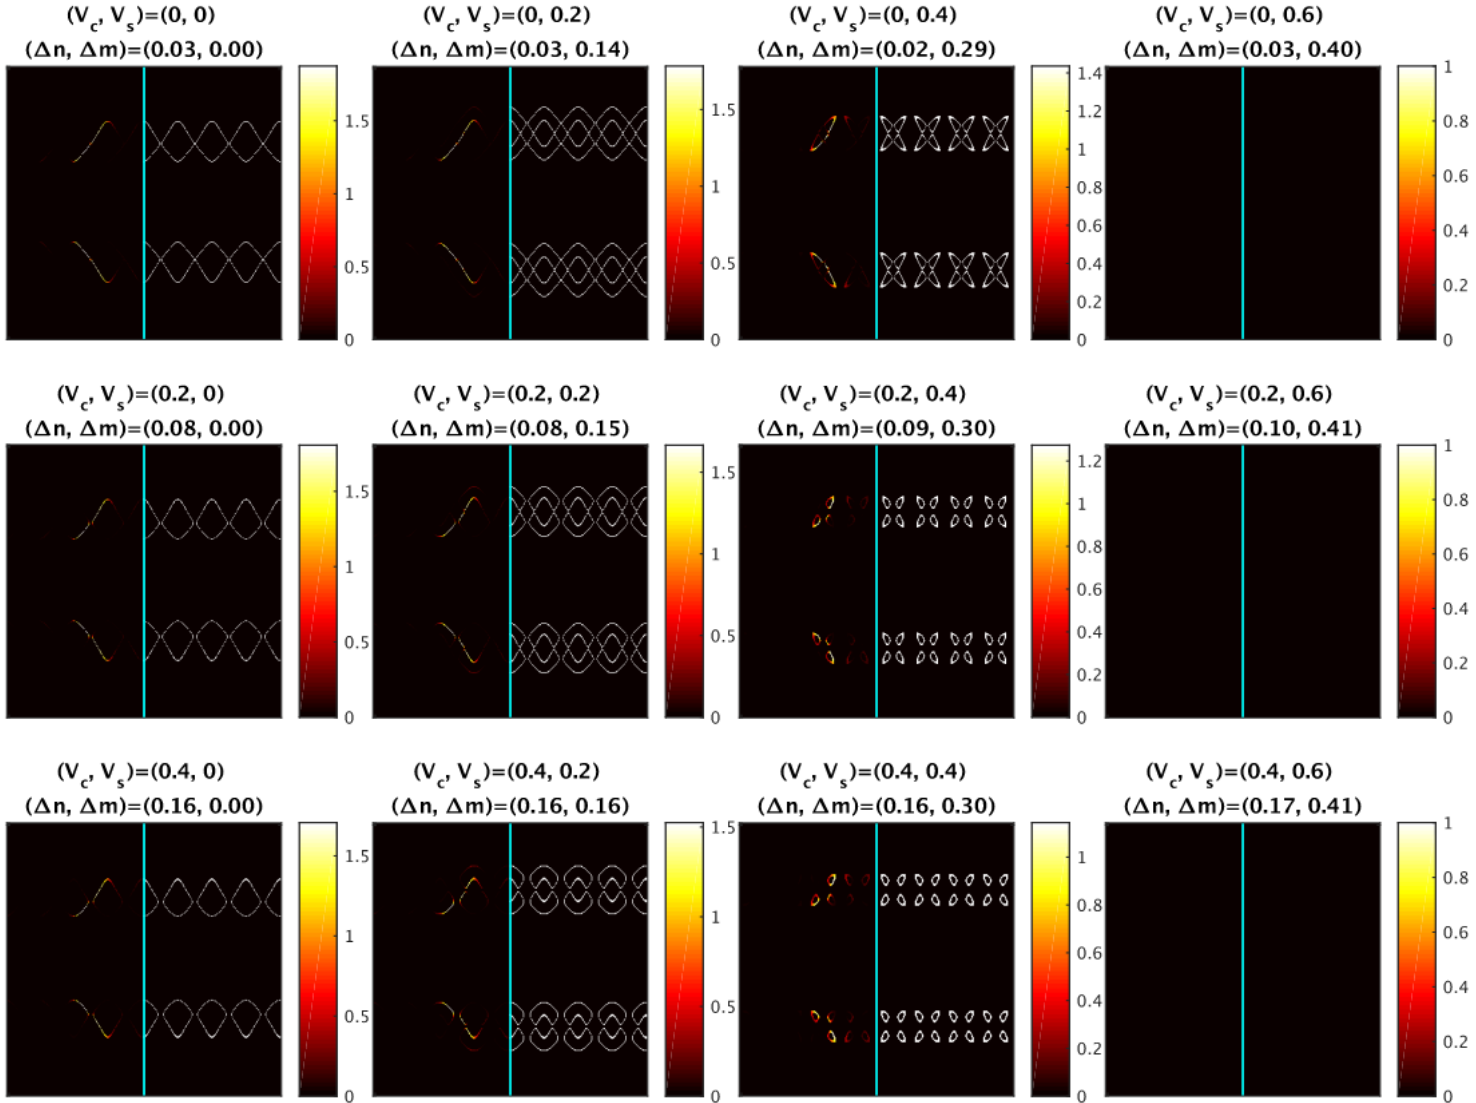 (V_c, V_s)=(0, 0)
(Δn, Δm)=(0.03, 0.00)
1.5
1
0.5
0
(V_c, V_s)=(0, 0.2)
(Δn, Δm)=(0.03, 0.14)
1.5
1
0.5
0
(V_c, V_s)=(0, 0.4)
(Δn, Δm)=(0.02, 0.29)
1.4
1.2
1
0.8
0.6
0.4
0.2
0
(V_c, V_s)=(0, 0.6)
(Δn, Δm)=(0.03, 0.40)
1
0.8
0.6
0.4
0.2
0
(V_c, V_s)=(0.2, 0)
(Δn, Δm)=(0.08, 0.00)
1.5
1
0.5
0
(V_c, V_s)=(0.2, 0.2)
(Δn, Δm)=(0.08, 0.15)
1.5
1
0.5
0
(V_c, V_s)=(0.2, 0.4)
(Δn, Δm)=(0.09, 0.30)
1.2
1
0.8
0.6
0.4
0.2
0
(V_c, V_s)=(0.2, 0.6)
(Δn, Δm)=(0.10, 0.41)
1
0.8
0.6
0.4
0.2
0
(V_c, V_s)=(0.4, 0)
(Δn, Δm)=(0.16, 0.00)
1.5
1
0.5
0
(V_c, V_s)=(0.4, 0.2)
(Δn, Δm)=(0.16, 0.16)
1.5
1
0.5
0
(V_c, V_s)=(0.4, 0.4)
(Δn, Δm)=(0.16, 0.30)
1
0.8
0.6
0.4
0.2
0
(V_c, V_s)=(0.4, 0.6)
(Δn, Δm)=(0.17, 0.41)
1
0.8
0.6
0.4
0.2
0